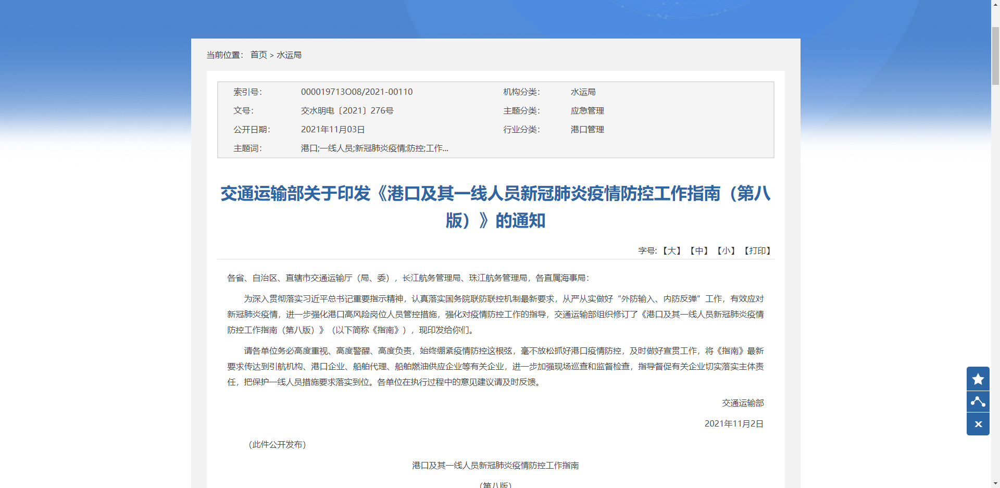 当前位置： 首页 > 水运局
索引号： 000019713O08/2021-00110 机构分类： 水运局
文号： 交水明电〔2021〕276号 主题分类： 应急管理
公开日期： 2021年11月03日 行业分类： 港口管理
主题词： 港口;一线人员;新冠肺炎疫情;防控;工作...
交通运输部关于印发《港口及其一线人员新冠肺炎疫情防控工作指南（第八
版）》的通知
字号:【大】 【中】 【小】 【打印】
各省、自治区、直辖市交通运输厅（局、委），长江航务管理局、珠江航务管理局，各直属海事局：
为深入贯彻落实习近平总书记重要指示精神，认真落实国务院联防联控机制最新要求，从严从实做好“外防输入、内防反弹”工作，有效应对
新冠肺炎疫情，进一步强化港口高风险岗位人员管控措施，强化对疫情防控工作的指导，交通运输部组织修订了《港口及其一线人员新冠肺炎疫情
防控工作指南（第八版）》（以下简称《指南》），现印发给你们。
请各单位务必高度重视、高度警醒、高度负责，始终绷紧疫情防控这根弦，毫不放松抓好港口疫情防控，及时做好宣贯工作，将《指南》最新
要求传达到引航机构、港口企业、船舶代理、船舶燃油供应企业等有关企业，进一步加强现场巡查和监督检查，指导督促有关企业切实落实主体责
任，把保护一线人员措施要求落实到位。各单位在执行过程中的意见建议请及时反馈。
交通运输部
2021年11月2日
（此件公开发布）
港口及其一线人员新冠肺炎疫情防控工作指南
（第八版）